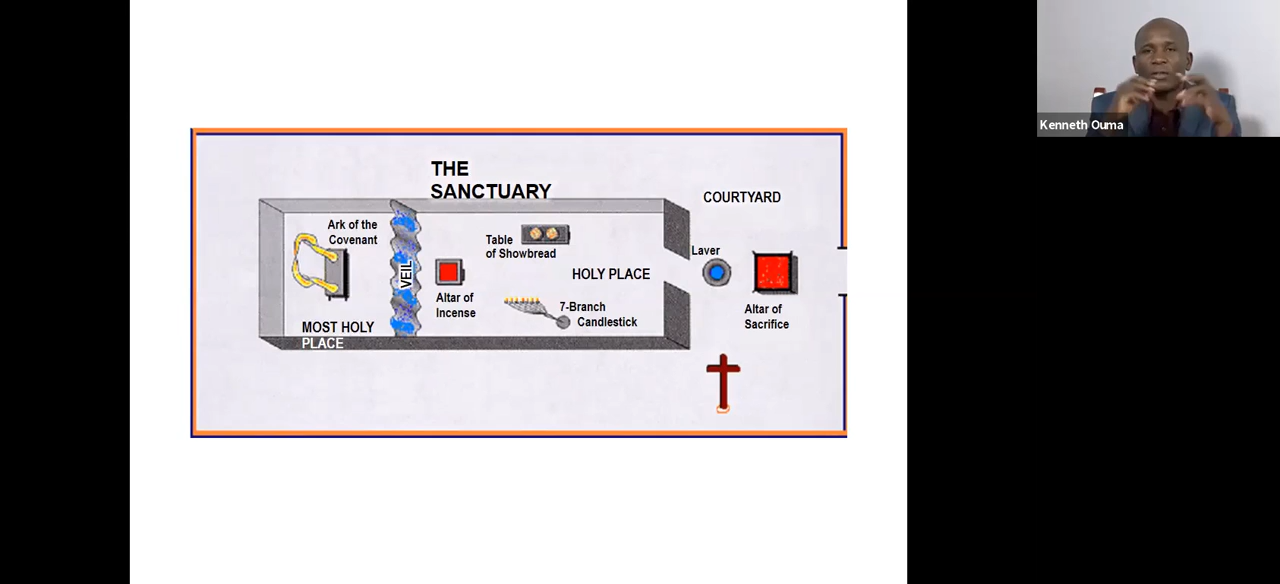 Kenneth Ouma
THE
SANCTUARY
COURTYARD
Ark of the
Covenant
Table
of Showbread
Laver
VEIL
HOLY PLACE
Altar of
Incense
7-Branch
Candlestick
Altar of
Sacrifice
MOST HOLY
PLACE